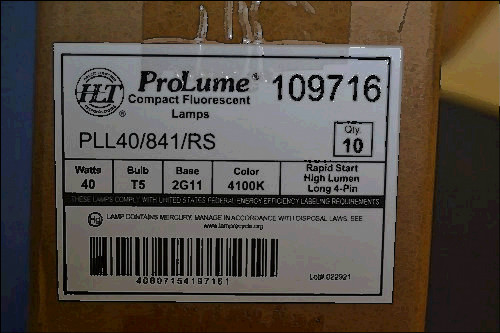 HLT
ProLume®
109716
Compact Fluorescent
Lamps
PLL40/841/RS
Qty.
10
Watts
40
Bulb
T5
Base
2G11
Color
4100K
Rapid Start
High Lumen
Long 4-Pin
THESE LAMPS COMPLY WITH UNITED STATES FEDERAL ENERGY EFFICIENCY LABELING REQUIREMENTS
Hg LAMP CONTAINS MERCURY. MANAGE IN ACCORDANCE WITH DISPOSAL LAWS. SEE
www.lamprecycle.org
40807154197161
Lot# 022921